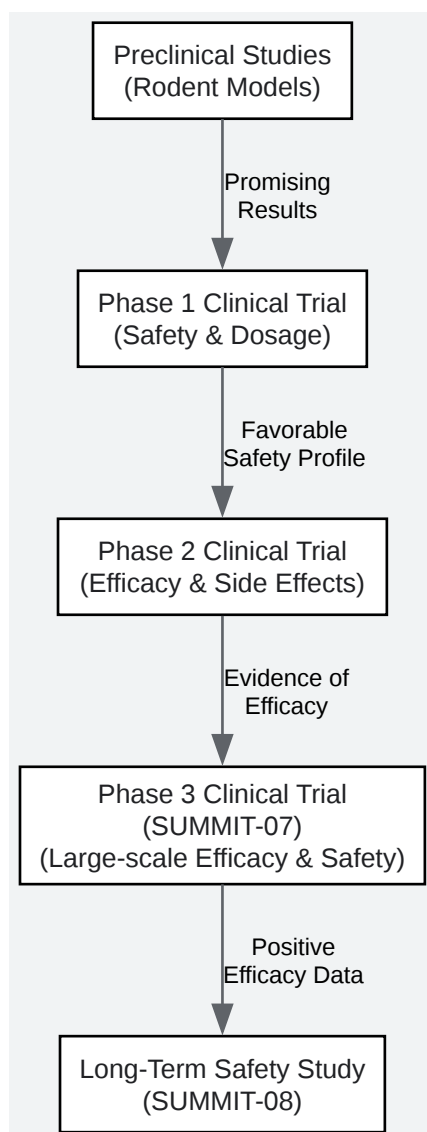 Preclinical Studies
(Rodent Models)
Promising
Results
Phase 1 Clinical Trial
(Safety & Dosage)
Favorable
Safety Profile
Phase 2 Clinical Trial
(Efficacy & Side Effects)
Evidence of
Efficacy
Phase 3 Clinical Trial
(SUMMIT-07)
(Large-scale Efficacy & Safety)
Positive
Efficacy Data
Long-Term Safety Study
(SUMMIT-08)